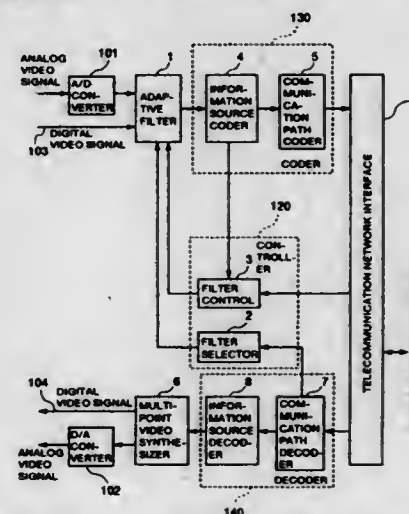 130
101
1
4
5
ANALOG
VIDEO
SIGNAL
A/D
CON-
VERTER
ADAP-
TIVE
FILTER
INFOR-
MATION
SOURCE
CODER
COM-
MUNI-
CATION
PATH
CODER
CODER
DIGITAL
VIDEO SIGNAL
103
120
CON-
TROLL-
ER
3
FILTER
CONTROL
2
FILTER
SELECTOR
TELECOMMUNICATION NETWORK INTERFACE
104
DIGITAL
VIDEO SIGNAL
6
8
7
D/A
CON-
VERTER
MULTI-
POINT
VIDEO
SYNTHE-
SIZER
INFOR-
MATION
SOURCE
DECOD-
ER
COM-
MUNI-
CATION
PATH
DECOD-
ER
DECODER
ANALOG
VIDEO
SIGNAL
102
140